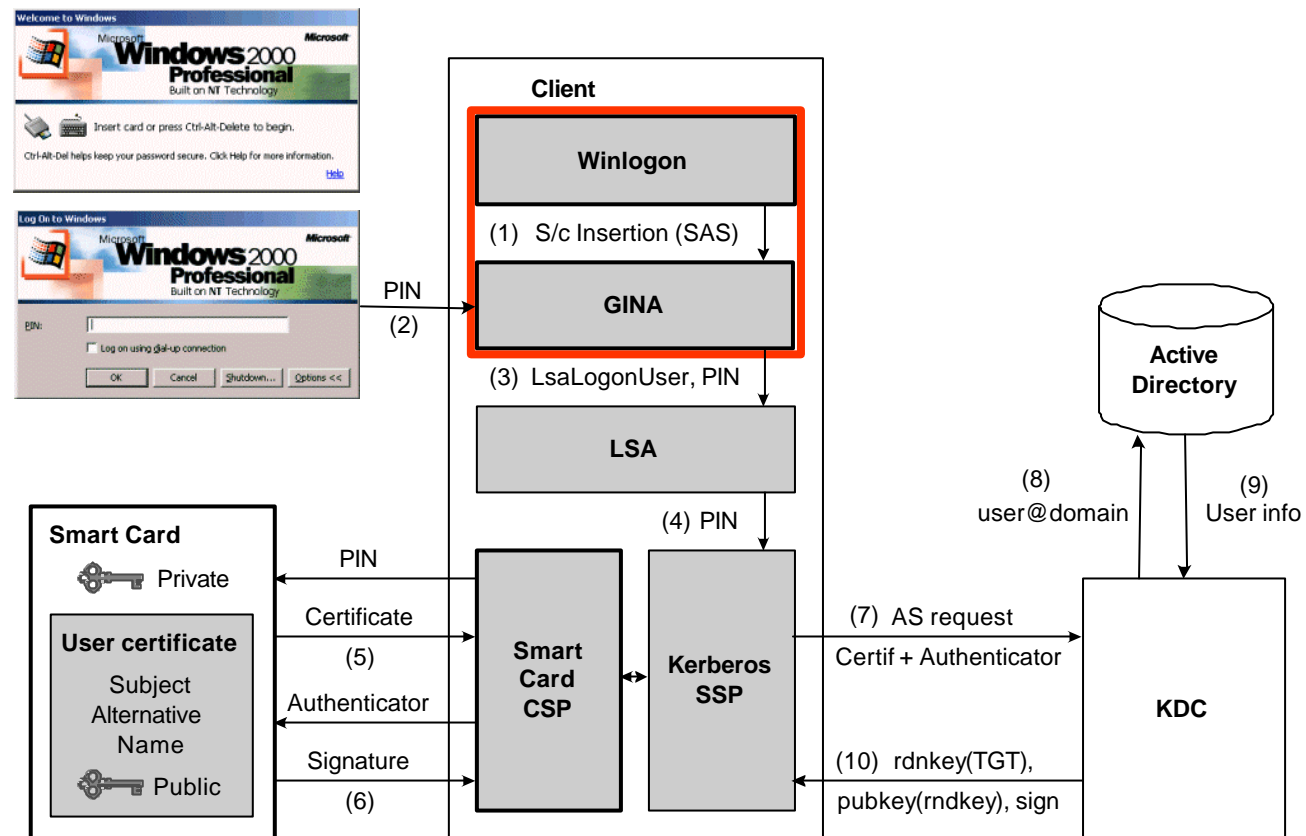 Welcome to Windows
Microsoft
Microsoft
Windows 2000
Professional
Built on NT Technology
Insert card or press Ctrl-Alt-Delete to begin.
Ctrl-Alt-Del helps keep your password secure. Click Help for more information.
Help
Log On to Windows
Microsoft
Microsoft
Windows 2000
Professional
Built on NT Technology
PIN:
Log on using dial-up connection
OK
Cancel
Shutdown...
Options <<
PIN
(2)
Client
Winlogon
(1) S/c Insertion (SAS)
GINA
(3) LsaLogonUser, PIN
LSA
(4) PIN
Smart Card
Private
User certificate
Subject
Alternative
Name
Public
PIN
Certificate
(5)
Authenticator
Signature
(6)
Smart
Card
CSP
Kerberos
SSP
(7) AS request
Certif + Authenticator
(10) rdnkey(TGT),
pubkey(rndkey), sign
KDC
(8)
user@domain
(9)
User info
Active
Directory